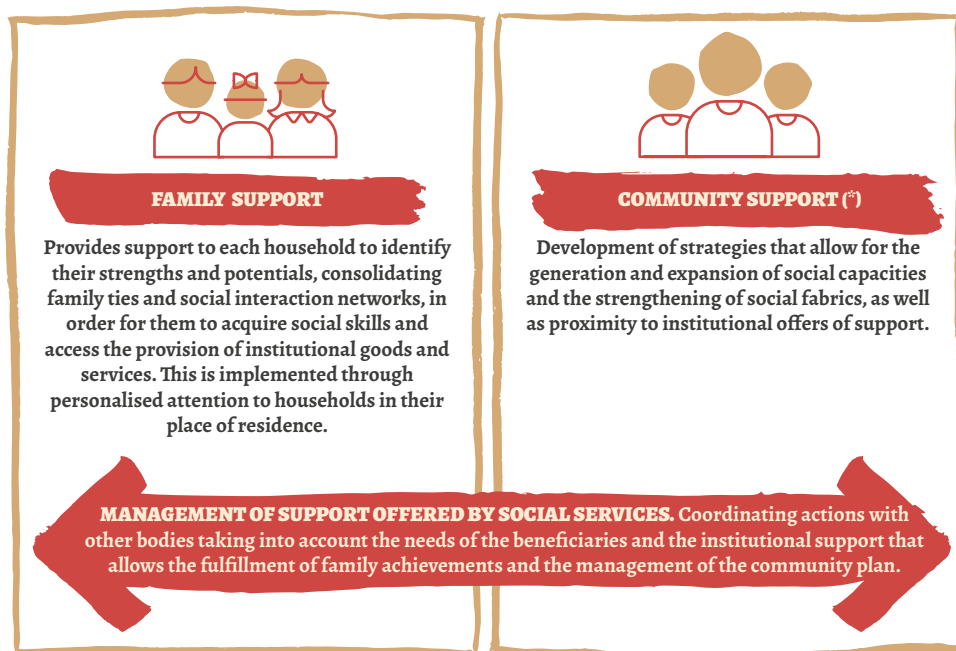 FAMILY SUPPORT
Provides support to each household to identify
their strengths and potentials, consolidating
family ties and social interaction networks, in
order for them to acquire social skills and
access the provision of institutional goods and
services. This is implemented through
personalised attention to households in their
place of residence.
COMMUNITY SUPPORT (*)
Development of strategies that allow for the
generation and expansion of social capacities
and the strengthening of social fabrics, as well
as proximity to institutional offers of support.
MANAGEMENT OF SUPPORT OFFERED BY SOCIAL SERVICES. Coordinating actions with
other bodies taking into account the needs of the beneficiaries and the institutional support that
allows the fulfillment of family achievements and the management of the community plan.